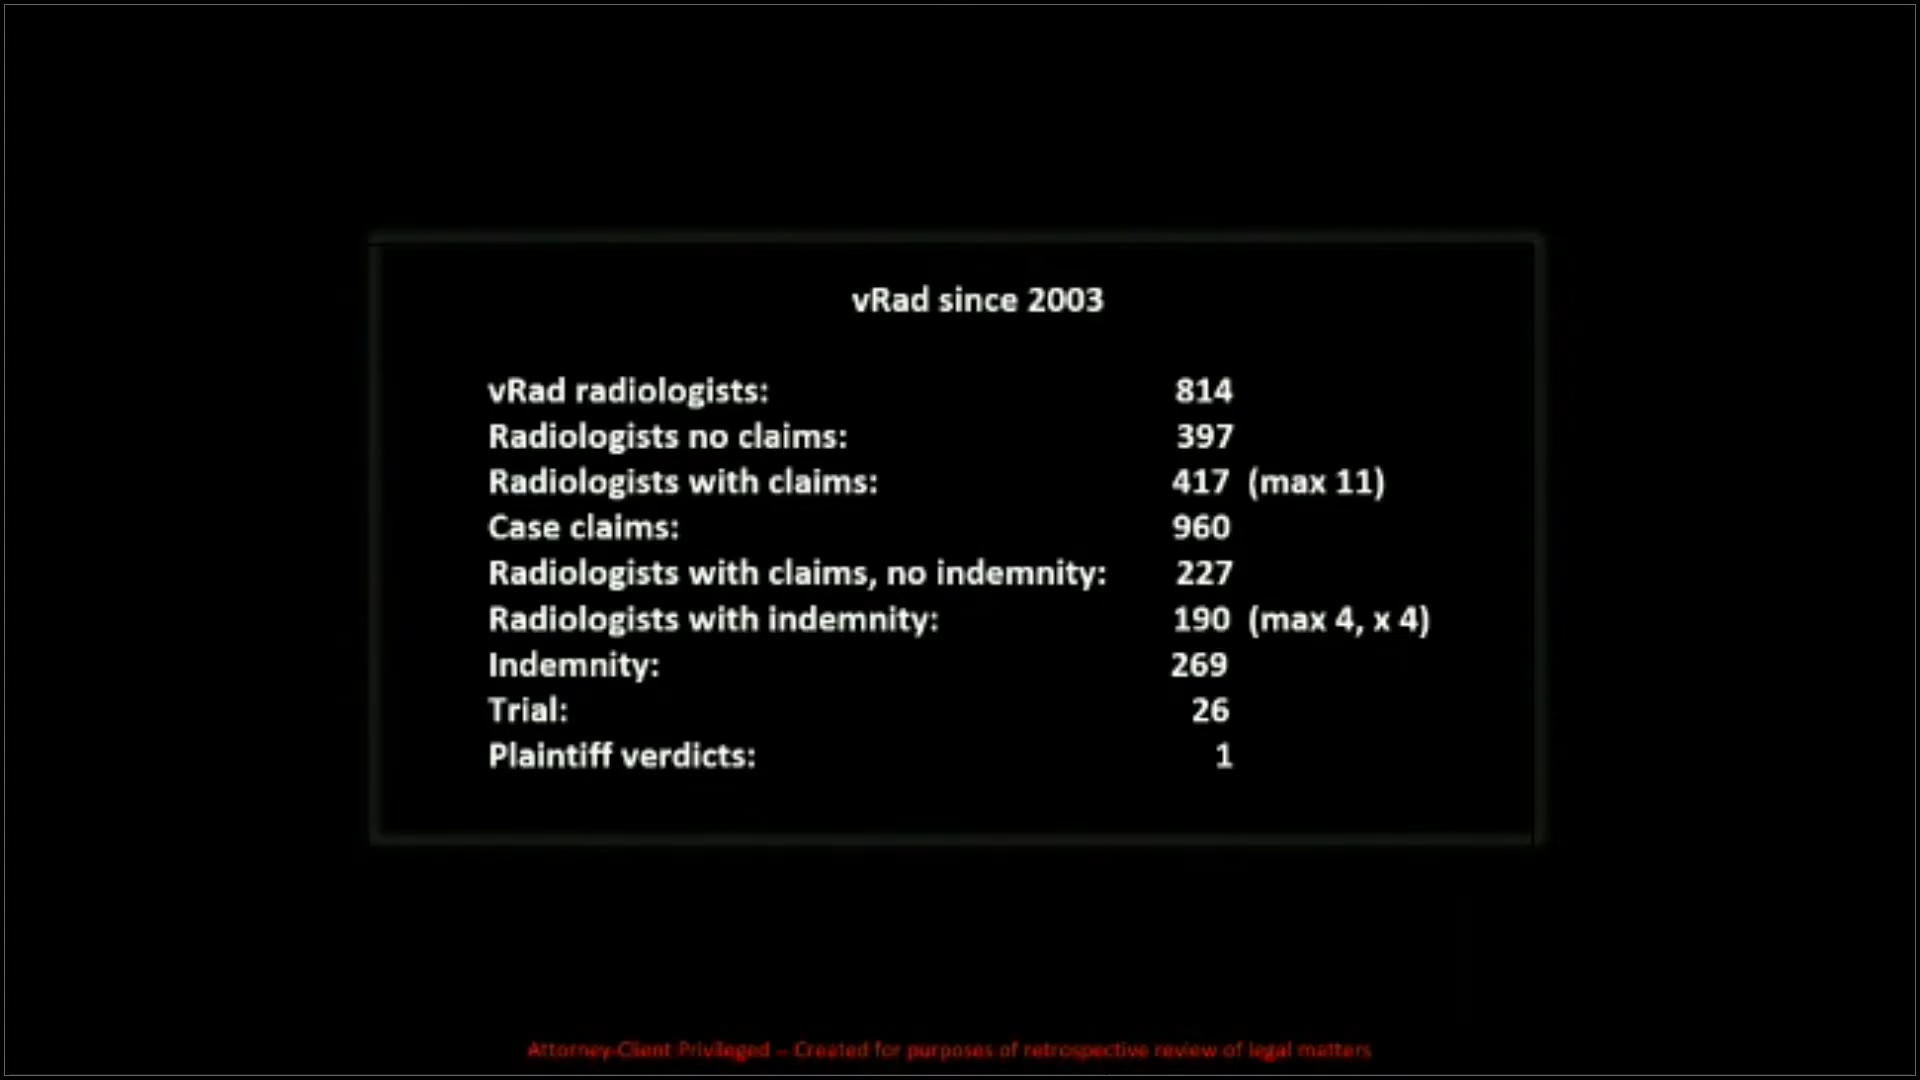 vRad since 2003
vRad radiologists: 814
Radiologists no claims: 397
Radiologists with claims: 417 (max 11)
Case claims: 960
Radiologists with claims, no indemnity: 227
Radiologists with indemnity: 190 (max 4, x 4)
Indemnity: 269
Trial: 26
Plaintiff verdicts: 1
Attorney-Client Privileged – Created for purposes of retrospective review of legal matters